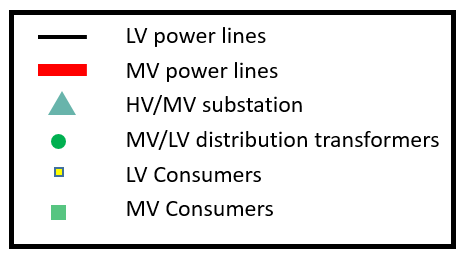 LV power lines
MV power lines
HV/MV substation
MV/LV distribution transformers
LV Consumers
MV Consumers